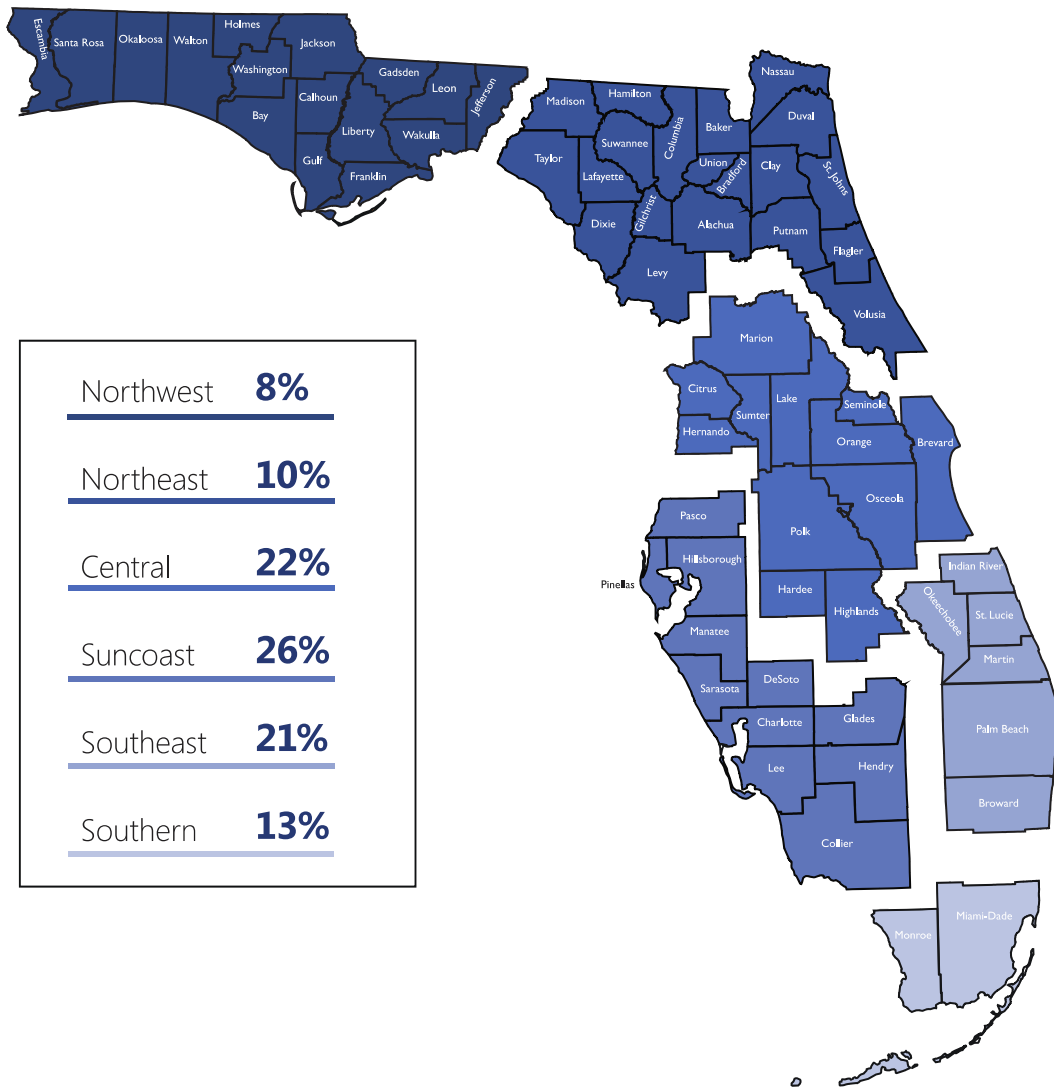 Escambia
Santa Rosa
Okaloosa
Walton
Holmes
Jackson
Washington
Bay
Calhoun
Gulf
Gadsden
Liberty
Franklin
Leon
Wakulla
Jefferson
Madison
Hamilton
Taylor
Suwannee
Lafayette
Columbia
Baker
Nassau
Duval
Union
Bradford
Clay
St. Johns
Dixie
Gilchrist
Alachua
Putnam
Flagler
Levy
Volusia
Marion
Citrus
Sumter
Lake
Seminole
Hernando
Orange
Brevard
Osceola
Polk
Hardee
Highlands
Pasco
Pinellas
Hillsborough
Manatee
Sarasota
DeSoto
Charlotte
Glades
Lee
Hendry
Collier
Indian River
Okeechobee
St. Lucie
Martin
Palm Beach
Broward
Monroe
Miami-Dade
Northwest 8%
Northeast 10%
Central 22%
Suncoast 26%
Southeast 21%
Southern 13%